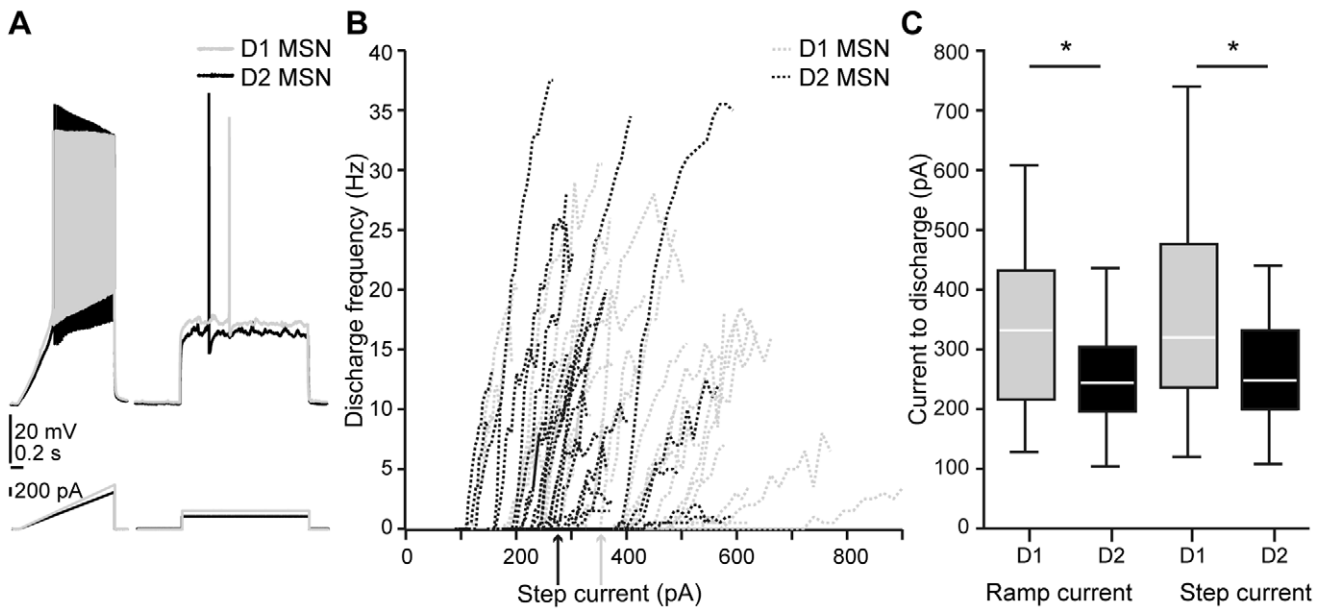 A
D1 MSN
D2 MSN
20 mV
0.2 s
200 pA
B
D1 MSN
D2 MSN
Discharge frequency (Hz)
40
35
30
25
20
15
10
5
0
0 200 400 600 800
Step current (pA)
C
Current to discharge (pA)
800
700
600
500
400
300
200
100
0
* *
D1 D2 D1 D2
Ramp current Step current